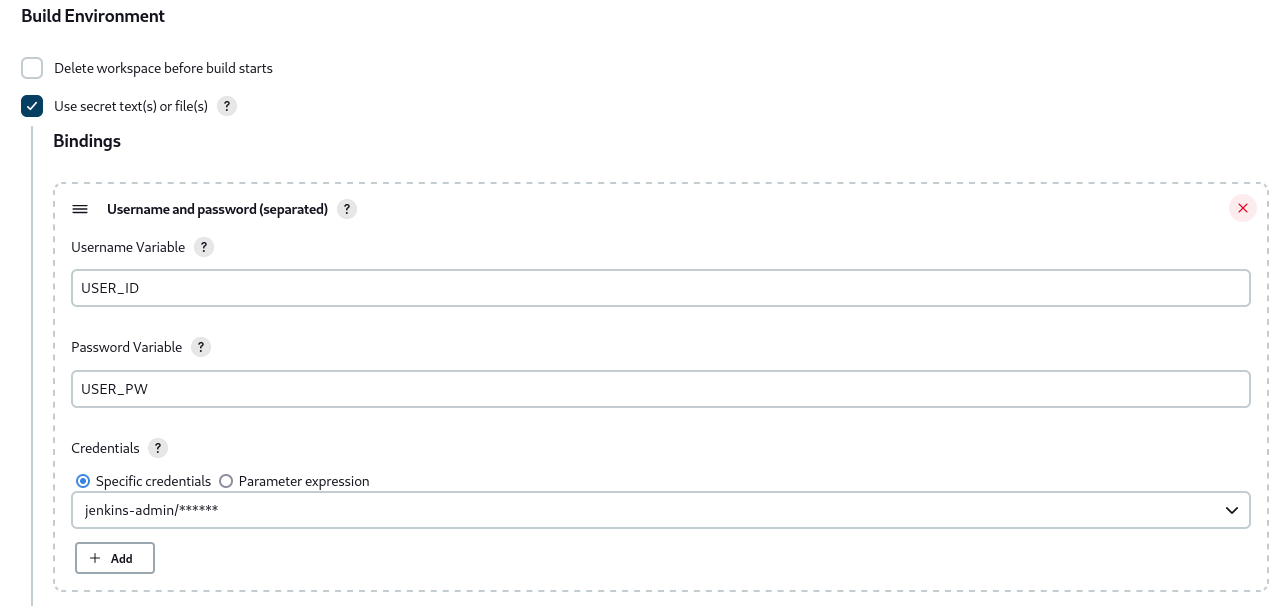 Build Environment
Delete workspace before build starts
Use secret text(s) or file(s) ?
Bindings
Username and password (separated) ?
Username Variable ?
USER_ID
Password Variable ?
USER_PW
Credentials ?
Specific credentials Parameter expression
jenkins-admin/******
+ Add